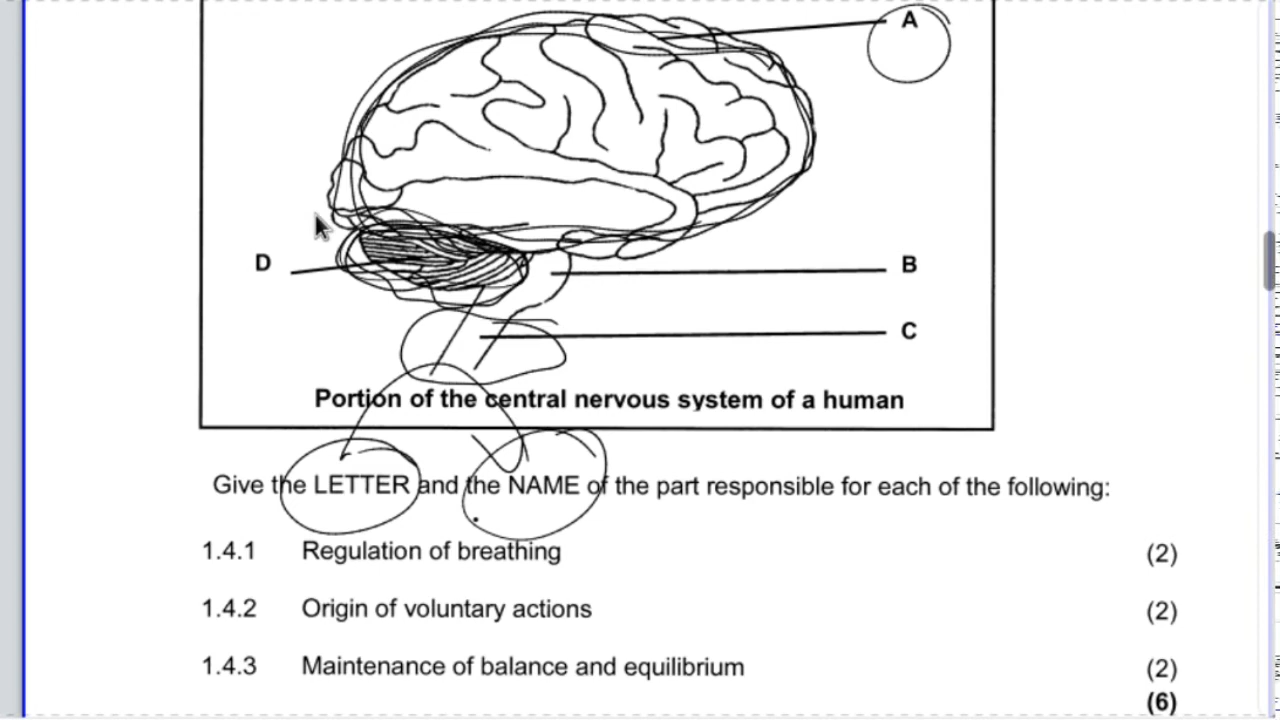 A
D
B
C
Portion of the central nervous system of a human
Give the LETTER and the NAME of the part responsible for each of the following:
1.4.1 Regulation of breathing (2)
1.4.2 Origin of voluntary actions (2)
1.4.3 Maintenance of balance and equilibrium (2)
(6)